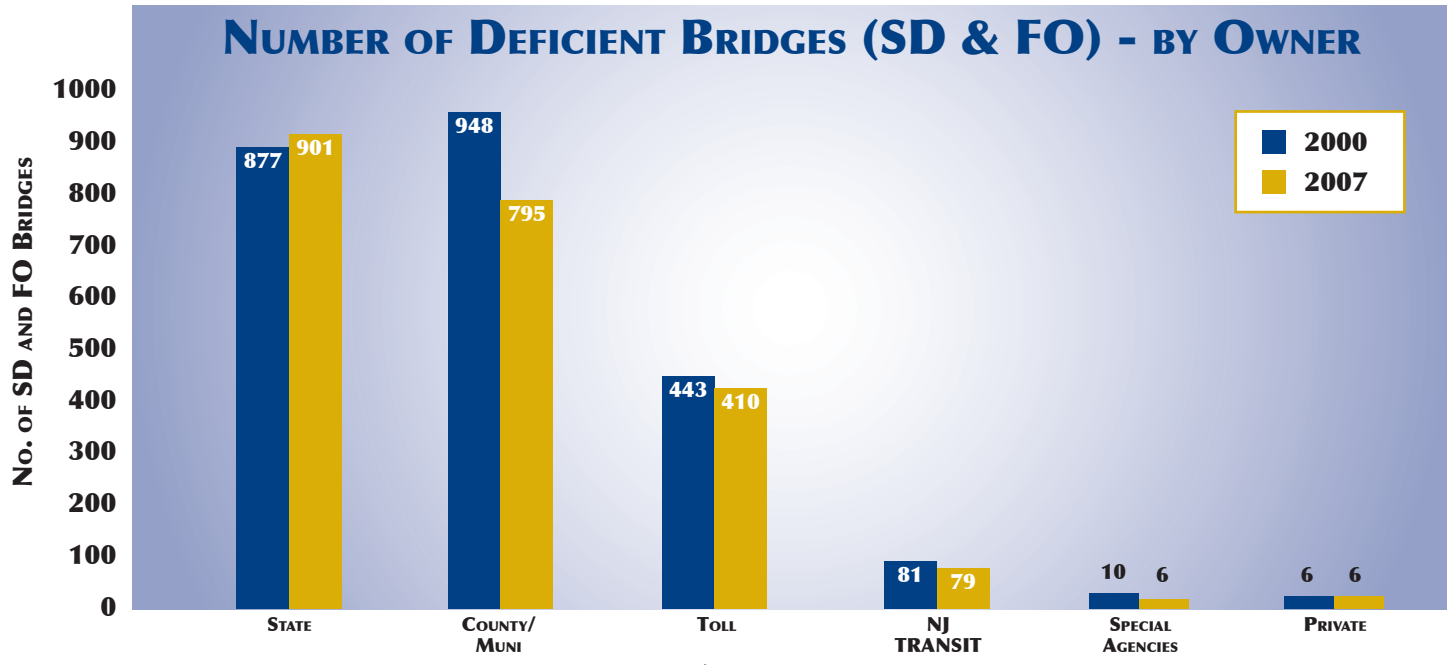 Number of Deficient Bridges (SD & FO) - by Owner
No. of SD and FO Bridges
1000
900
800
700
600
500
400
300
200
100
0
2000
2007
877
901
948
795
443
410
81
79
10
6
6
6
State
County/
Muni
Toll
NJ
TRANSIT
Special
Agencies
Private